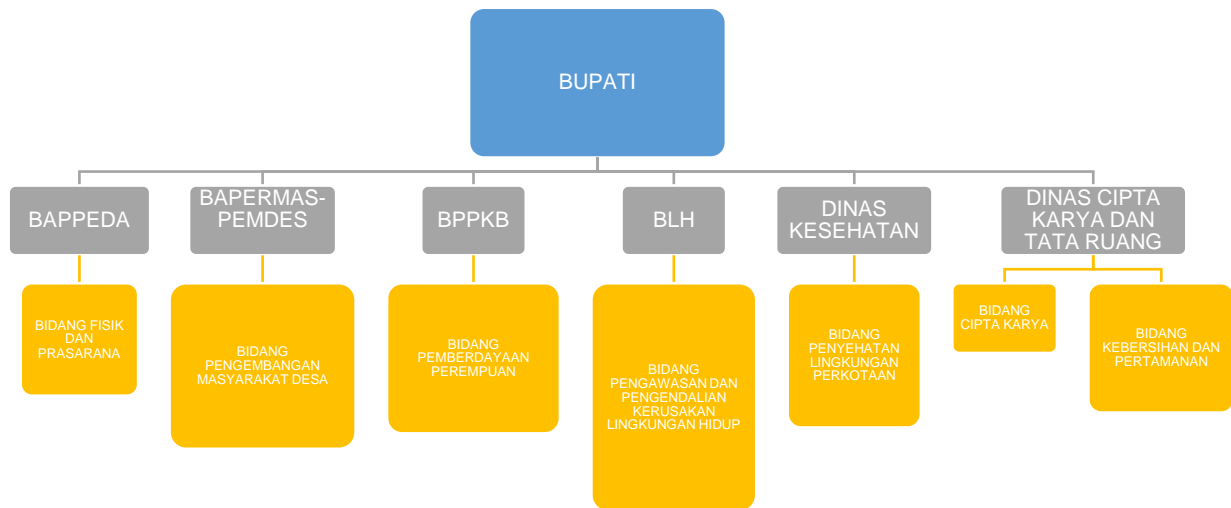 BUPATI
BAPPEDA
BAPERMAS-
PEMDES
BPPKB
BLH
DINAS
KESEHATAN
DINAS CIPTA
KARYA DAN
TATA RUANG
BIDANG FISIK
DAN
PRASARANA
BIDANG
PENGEMBANGAN
MASYARAKAT DESA
BIDANG
PEMBERDAYAAN
PEREMPUAN
BIDANG
PENGAWASAN DAN
PENGENDALIAN
KERUSAKAN
LINGKUNGAN HIDUP
BIDANG
PENYEHATAN
LINGKUNGAN
PERKOTAAN
BIDANG
CIPTA KARYA
BIDANG
KEBERSIHAN DAN
PERTAMANAN